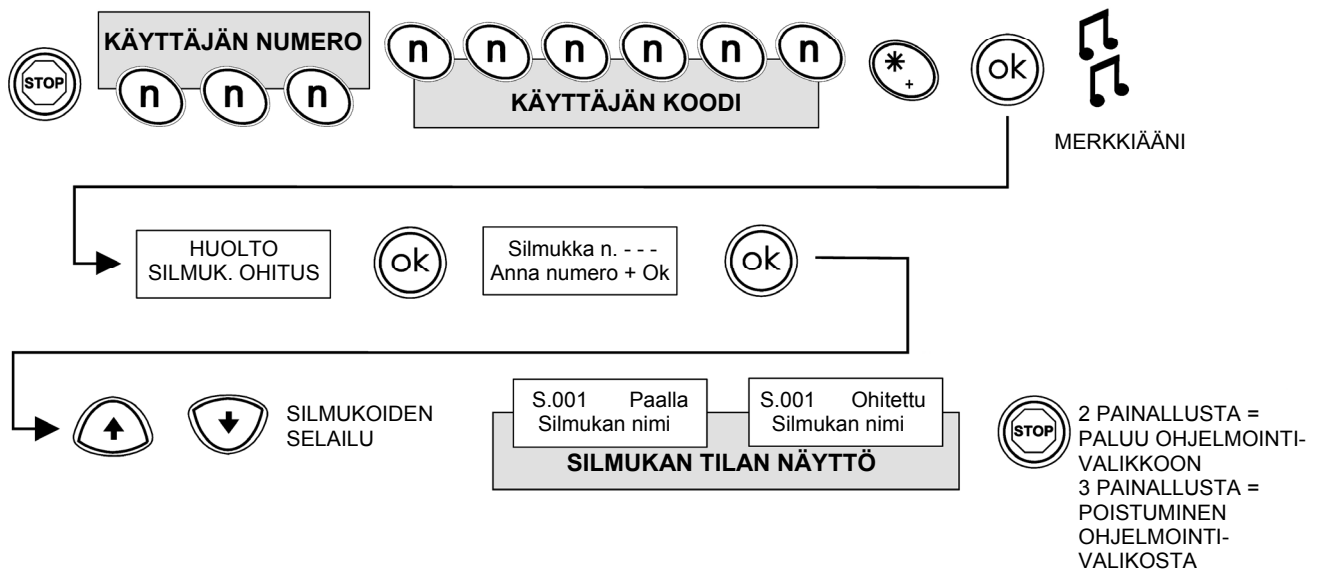 STOP
KÄYTTÄJÄN NUMERO
n n n
n n n n n n
KÄYTTÄJÄN KOODI
*
+
ok
MERKKIÄÄNI
HUOLTO
SILMUK. OHITUS
ok
Silmukka n. - - -
Anna numero + Ok
ok
SILMUKOIDEN
SELAILU
S.001 Paalla
Silmukan nimi
S.001 Ohitettu
Silmukan nimi
SILMUKAN TILAN NÄYTTÖ
STOP
2 PAINALLUSTA =
PALUU OHJELMOINTI-
VALIKKOON
3 PAINALLUSTA =
POISTUMINEN
OHJELMOINTI-
VALIKOSTA